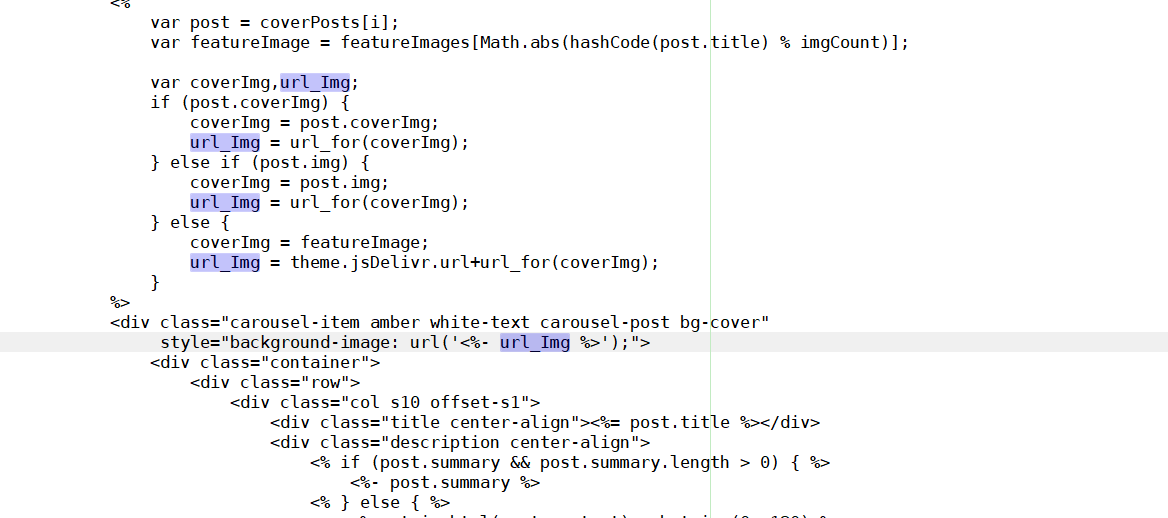 <%
var post = coverPosts[i];
var featureImage = featureImages[Math.abs(hashCode(post.title) % imgCount)];
var coverImg,url_Img;
if (post.coverImg) {
coverImg = post.coverImg;
url_Img = url_for(coverImg);
} else if (post.img) {
coverImg = post.img;
url_Img = url_for(coverImg);
} else {
coverImg = featureImage;
url_Img = theme.jsDelivr.url+url_for(coverImg);
}
%>
<div class="carousel-item amber white-text carousel-post bg-cover"
style="background-image: url('<%- url_Img %>');">
<div class="container">
<div class="row">
<div class="col s10 offset-s1">
<div class="title center-align"><%= post.title %></div>
<div class="description center-align">
<% if (post.summary && post.summary.length > 0) { %>
<%- post.summary %>
<% } else { %>